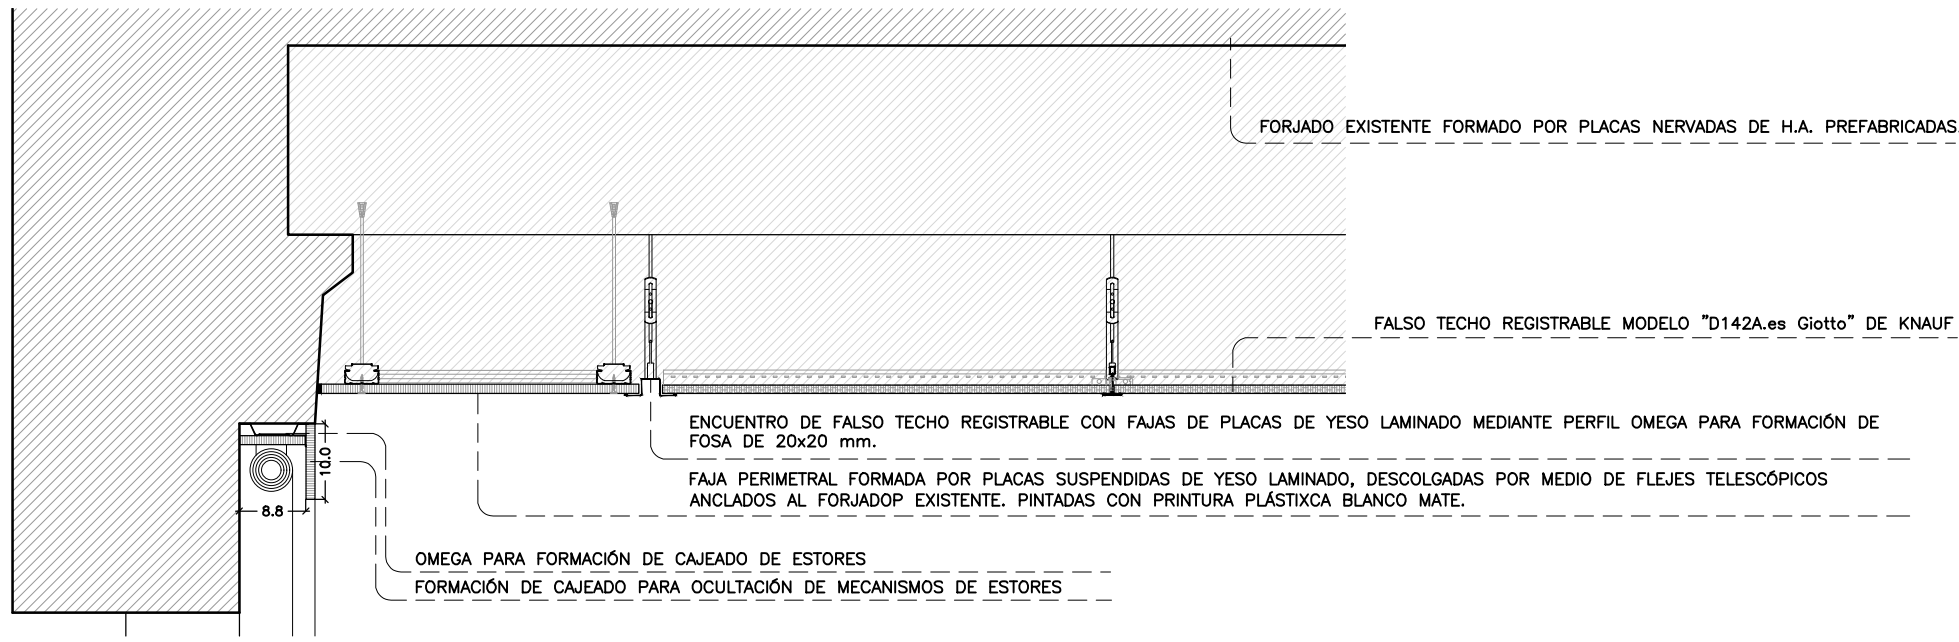 FORJADO EXISTENTE FORMADO POR PLACAS NERVADAS DE H.A. PREFABRICADAS
FALSO TECHO REGISTRABLE MODELO "D142A.es Giotto" DE KNAUF
ENCUENTRO DE FALSO TECHO REGISTRABLE CON FAJAS DE PLACAS DE YESO LAMINADO MEDIANTE PERFIL OMEGA PARA FORMACIÓN DE
FOSA DE 20x20 mm.
10.0
FAJA PERIMETRAL FORMADA POR PLACAS SUSPENDIDAS DE YESO LAMINADO, DESCOLGADAS POR MEDIO DE FLEJES TELESCÓPICOS
ANCLADOS AL FORJADOP EXISTENTE. PINTADAS CON PRINTURA PLÁSTIXCA BLANCO MATE.
8.8
OMEGA PARA FORMACIÓN DE CAJEADO DE ESTORES
FORMACIÓN DE CAJEADO PARA OCULTACIÓN DE MECANISMOS DE ESTORES